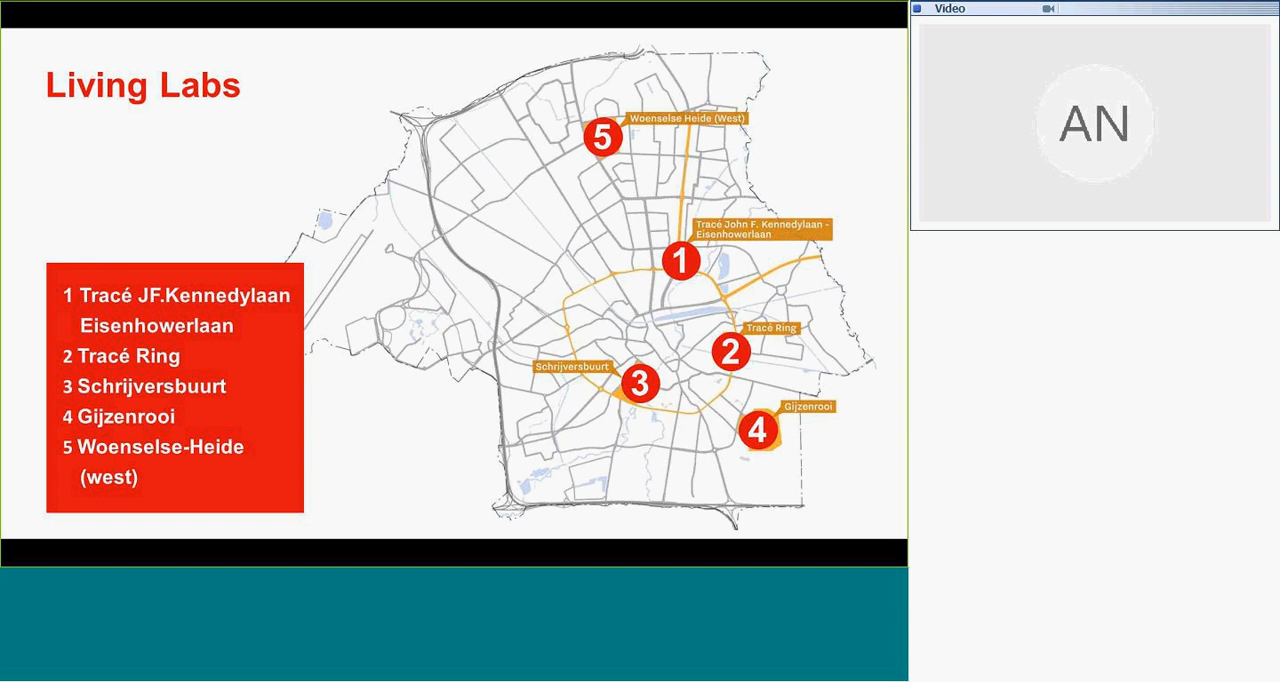 Living Labs
1 Tracé JF.Kennedylaan
Eisenhowerlaan
2 Tracé Ring
3 Schrijversbuurt
4 Gijzenrooi
5 Woenselse-Heide
(west)
5
Woenselse Heide (West)
Tracé John F. Kennedylaan -
Eisenhowerlaan
1
Tracé Ring
2
Schrijversbuurt
3
Gijzenrooi
4
Video
AN